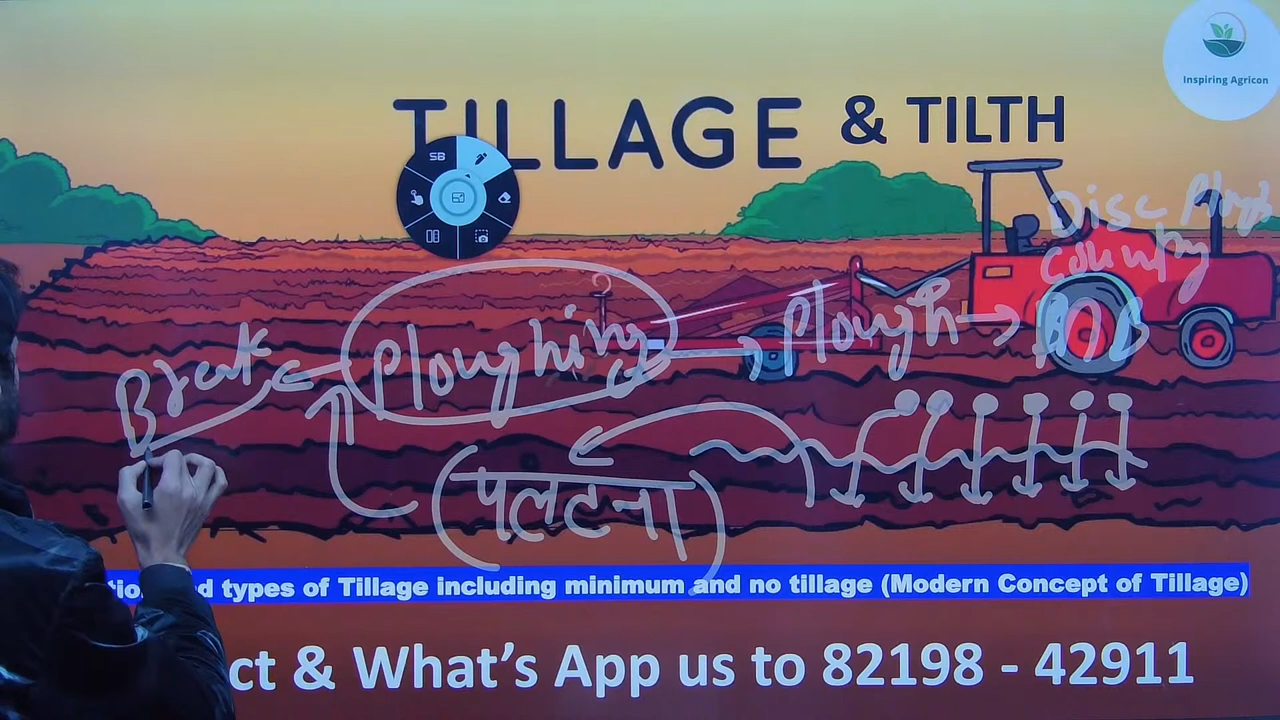 Inspiring Agricon
TILLAGE & TILTH
SB
Disc Plough
Country
Ploughing
Plough
MOB
Break
(पलटना)
d types of Tillage including minimum and no tillage (Modern Concept of Tillage)
ct & What's App us to 82198 - 42911